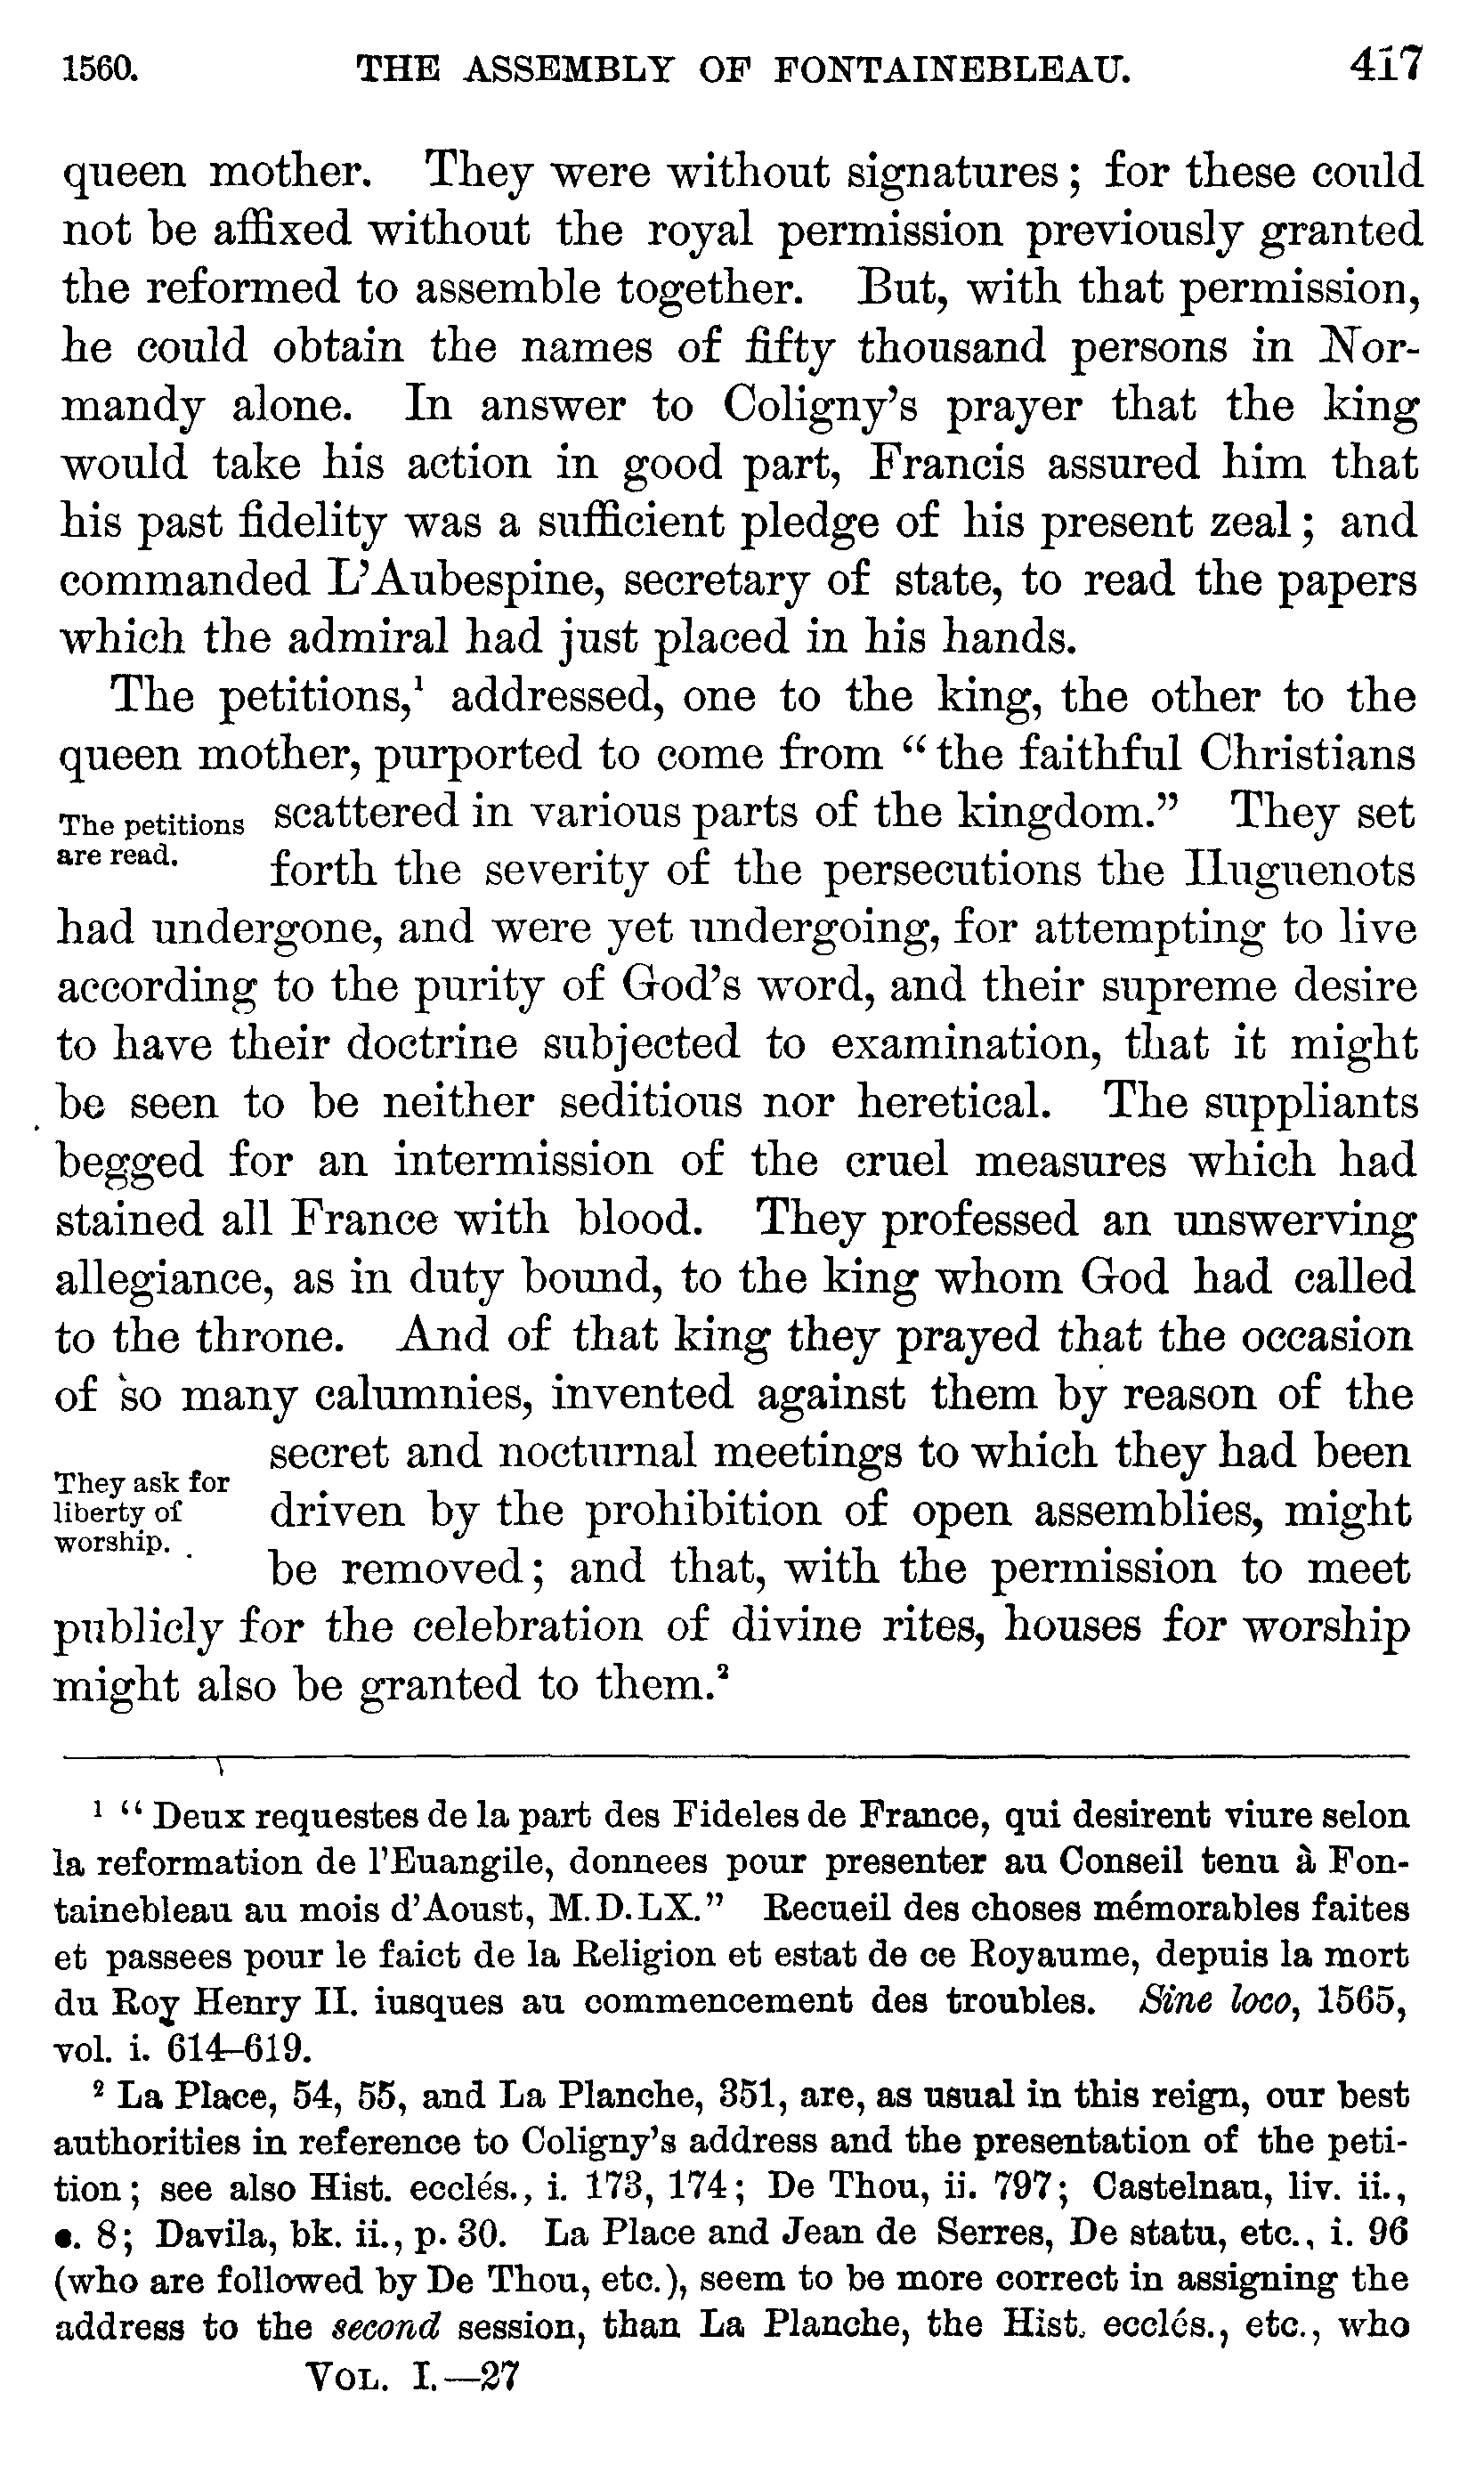 1560. THE ASSEMBLY OF FONTAINEBLEAU. 417
queen mother. They were without signatures; for these could
not be affixed without the royal permission previously granted
the reformed to assemble together. But, with that permission,
he could obtain the names of fifty thousand persons in Nor-
mandy alone. In answer to Coligny's prayer that the king
would take his action in good part, Francis assured him that
his past fidelity was a sufficient pledge of his present zeal; and
commanded L'Aubespine, secretary of state, to read the papers
which the admiral had just placed in his hands.
The petitions,¹ addressed, one to the king, the other to the
queen mother, purported to come from "the faithful Christians
The petitions
are read.
scattered in various parts of the kingdom." They set
forth the severity of the persecutions the Huguenots
had undergone, and were yet undergoing, for attempting to live
according to the purity of God's word, and their supreme desire
to have their doctrine subjected to examination, that it might
be seen to be neither seditious nor heretical. The suppliants
begged for an intermission of the cruel measures which had
stained all France with blood. They professed an unswerving
allegiance, as in duty bound, to the king whom God had called
to the throne. And of that king they prayed that the occasion
of so many calumnies, invented against them by reason of the
They ask for
liberty of
worship.
secret and nocturnal meetings to which they had been
driven by the prohibition of open assemblies, might
be removed; and that, with the permission to meet
publicly for the celebration of divine rites, houses for worship
might also be granted to them.²
¹ "Deux requestes de la part des Fideles de France, qui desirent viure selon
la reformation de l'Euangile, donnees pour presenter au Conseil tenu à Fon-
tainebleau au mois d'Aoust, M.D.LX." Recueil des choses mémorables faites
et passees pour le faict de la Religion et estat de ce Royaume, depuis la mort
du Roy Henry II. iusques au commencement des troubles. Sine loco, 1565,
vol. i. 614–619.
² La Place, 54, 55, and La Planche, 351, are, as usual in this reign, our best
authorities in reference to Coligny's address and the presentation of the peti-
tion; see also Hist. ecclés., i. 173, 174; De Thou, ii. 797; Castelnau, liv. ii.,
c. 8; Davila, bk. ii., p. 30. La Place and Jean de Serres, De statu, etc., i. 96
(who are followed by De Thou, etc.), seem to be more correct in assigning the
address to the second session, than La Planche, the Hist. ecclés., etc., who
VOL. I.—27